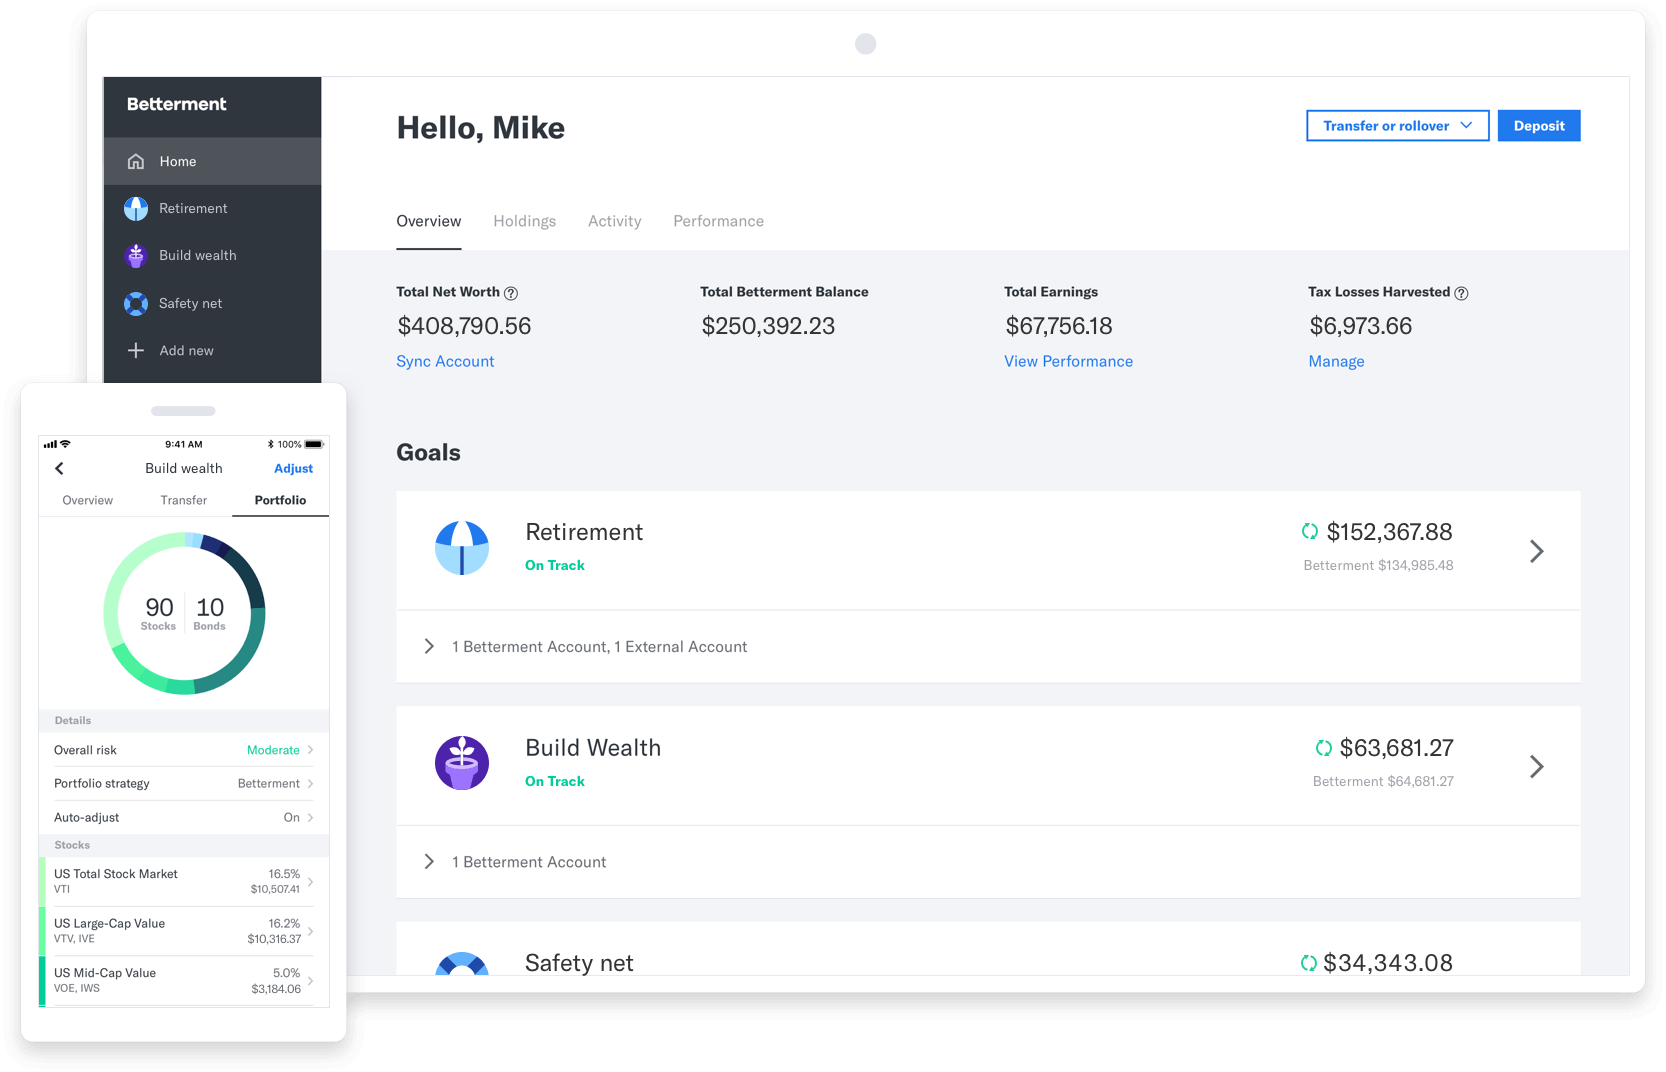 Betterment
Home
Retirement
Build wealth
Safety net
Add new
Hello, Mike
Transfer or rollover
Deposit
Overview Holdings Activity Performance
Total Net Worth ?
$408,790.56
Sync Account
Total Betterment Balance
$250,392.23
Total Earnings
$67,756.18
View Performance
Tax Losses Harvested ?
$6,973.66
Manage
Goals
Retirement
On Track
$152,367.88
Betterment $134,985.48
1 Betterment Account, 1 External Account
Build Wealth
On Track
$63,681.27
Betterment $64,681.27
1 Betterment Account
Safety net
$34,343.08
9:41 AM
100%
Build wealth
Adjust
Overview Transfer Portfolio
90
Stocks
10
Bonds
Details
Overall risk Moderate
Portfolio strategy Betterment
Auto-adjust On
Stocks
US Total Stock Market 16.5%
VTI $10,507.41
US Large-Cap Value 16.2%
VTV, IVE $10,316.37
US Mid-Cap Value 5.0%
VOE, IWS $3,184.06